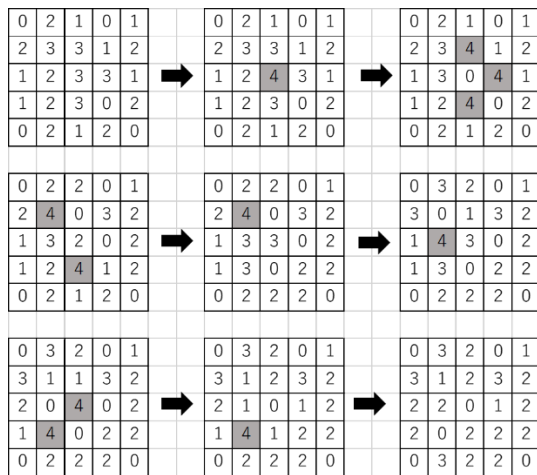 0 2 1 0 1 0 2 1 0 1 0 2 1 0 1
2 3 3 1 2 2 3 3 1 2 2 3 4 1 2
1 2 3 3 1 1 2 4 3 1 1 3 0 4 1
1 2 3 0 2 1 2 3 0 2 1 2 4 0 2
0 2 1 2 0 0 2 1 2 0 0 2 1 2 0
0 2 2 0 1 0 2 2 0 1 0 3 2 0 1
2 4 0 3 2 2 4 0 3 2 3 0 1 3 2
1 3 2 0 2 1 3 3 0 2 1 4 3 0 2
1 2 4 1 2 1 3 0 2 2 1 3 0 2 2
0 2 1 2 0 0 2 2 2 0 0 2 2 2 0
0 3 2 0 1 0 3 2 0 1 0 3 2 0 1
3 1 1 3 2 3 1 2 3 2 3 1 2 3 2
2 0 4 0 2 2 1 0 1 2 2 2 0 1 2
1 4 0 2 2 1 4 1 2 2 2 0 2 2 2
0 2 2 2 0 0 2 2 2 0 0 3 2 2 0